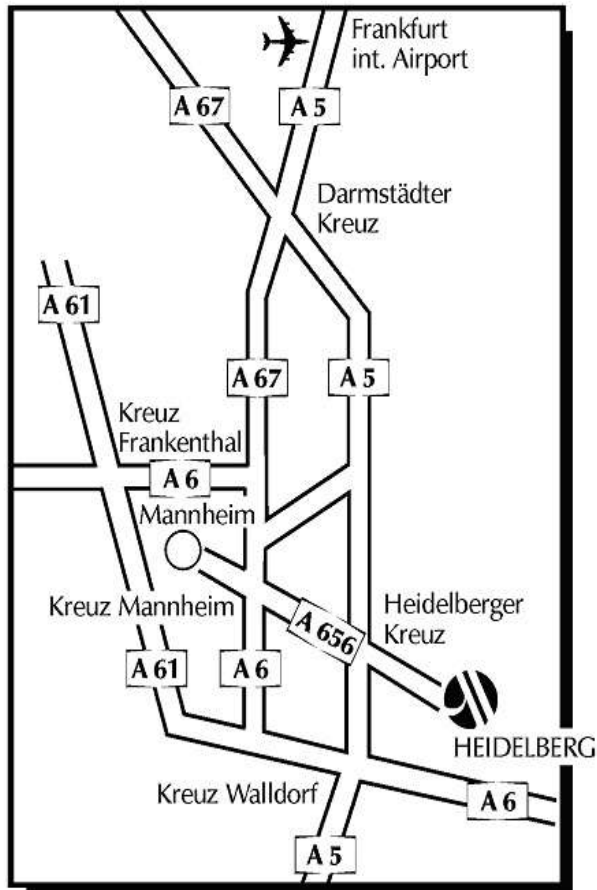 Frankfurt
int. Airport
A 67
A 5
Darmstädter
Kreuz
A 61
A 67
A 5
Kreuz
Frankenthal
A 6
Mannheim
Kreuz Mannheim
A 656
Heidelberger
Kreuz
A 61
A 6
HEIDELBERG
Kreuz Walldorf
A 6
A 5